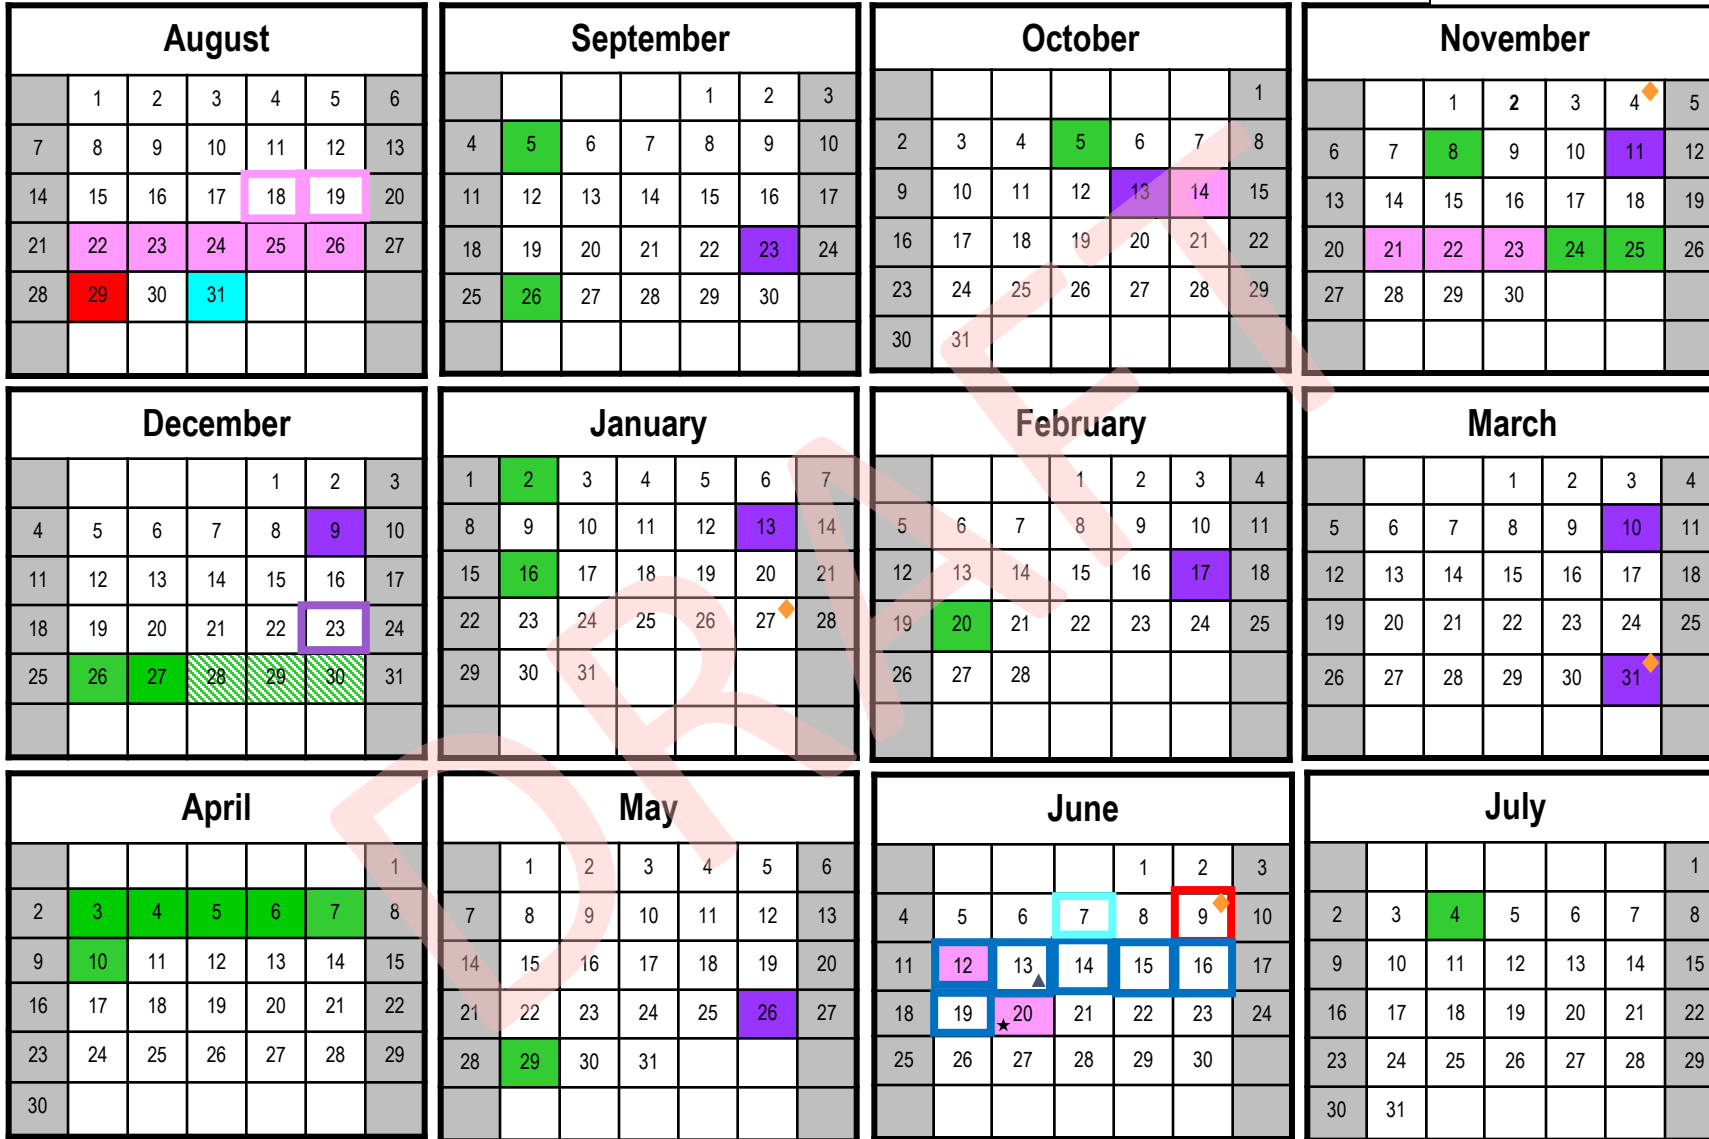 August
1 2 3 4 5 6
7 8 9 10 11 12 13
14 15 16 17 18 19 20
21 22 23 24 25 26 27
28 29 30 31
September
1 2 3
4 5 6 7 8 9 10
11 12 13 14 15 16 17
18 19 20 21 22 23 24
25 26 27 28 29 30
October
1
2 3 4 5 6 7 8
9 10 11 12 13 14 15
16 17 18 19 20 21 22
23 24 25 26 27 28 29
30 31
November
1 2 3 4 5
6 7 8 9 10 11 12
13 14 15 16 17 18 19
20 21 22 23 24 25 26
27 28 29 30
December
1 2 3
4 5 6 7 8 9 10
11 12 13 14 15 16 17
18 19 20 21 22 23 24
25 26 27 28 29 30 31
January
1 2 3 4 5 6 7
8 9 10 11 12 13 14
15 16 17 18 19 20 21
22 23 24 25 26 27 28
29 30 31
February
1 2 3 4
5 6 7 8 9 10 11
12 13 14 15 16 17 18
19 20 21 22 23 24 25
26 27 28
March
1 2 3 4
5 6 7 8 9 10 11
12 13 14 15 16 17 18
19 20 21 22 23 24 25
26 27 28 29 30 31
April
1
2 3 4 5 6 7 8
9 10 11 12 13 14 15
16 17 18 19 20 21 22
23 24 25 26 27 28 29
30
May
1 2 3 4 5 6
7 8 9 10 11 12 13
14 15 16 17 18 19 20
21 22 23 24 25 26 27
28 29 30 31
June
1 2 3
4 5 6 7 8 9 10
11 12 13 14 15 16 17
18 19 20 21 22 23 24
25 26 27 28 29 30
July
1
2 3 4 5 6 7 8
9 10 11 12 13 14 15
16 17 18 19 20 21 22
23 24 25 26 27 28 29
30 31
DRAFT